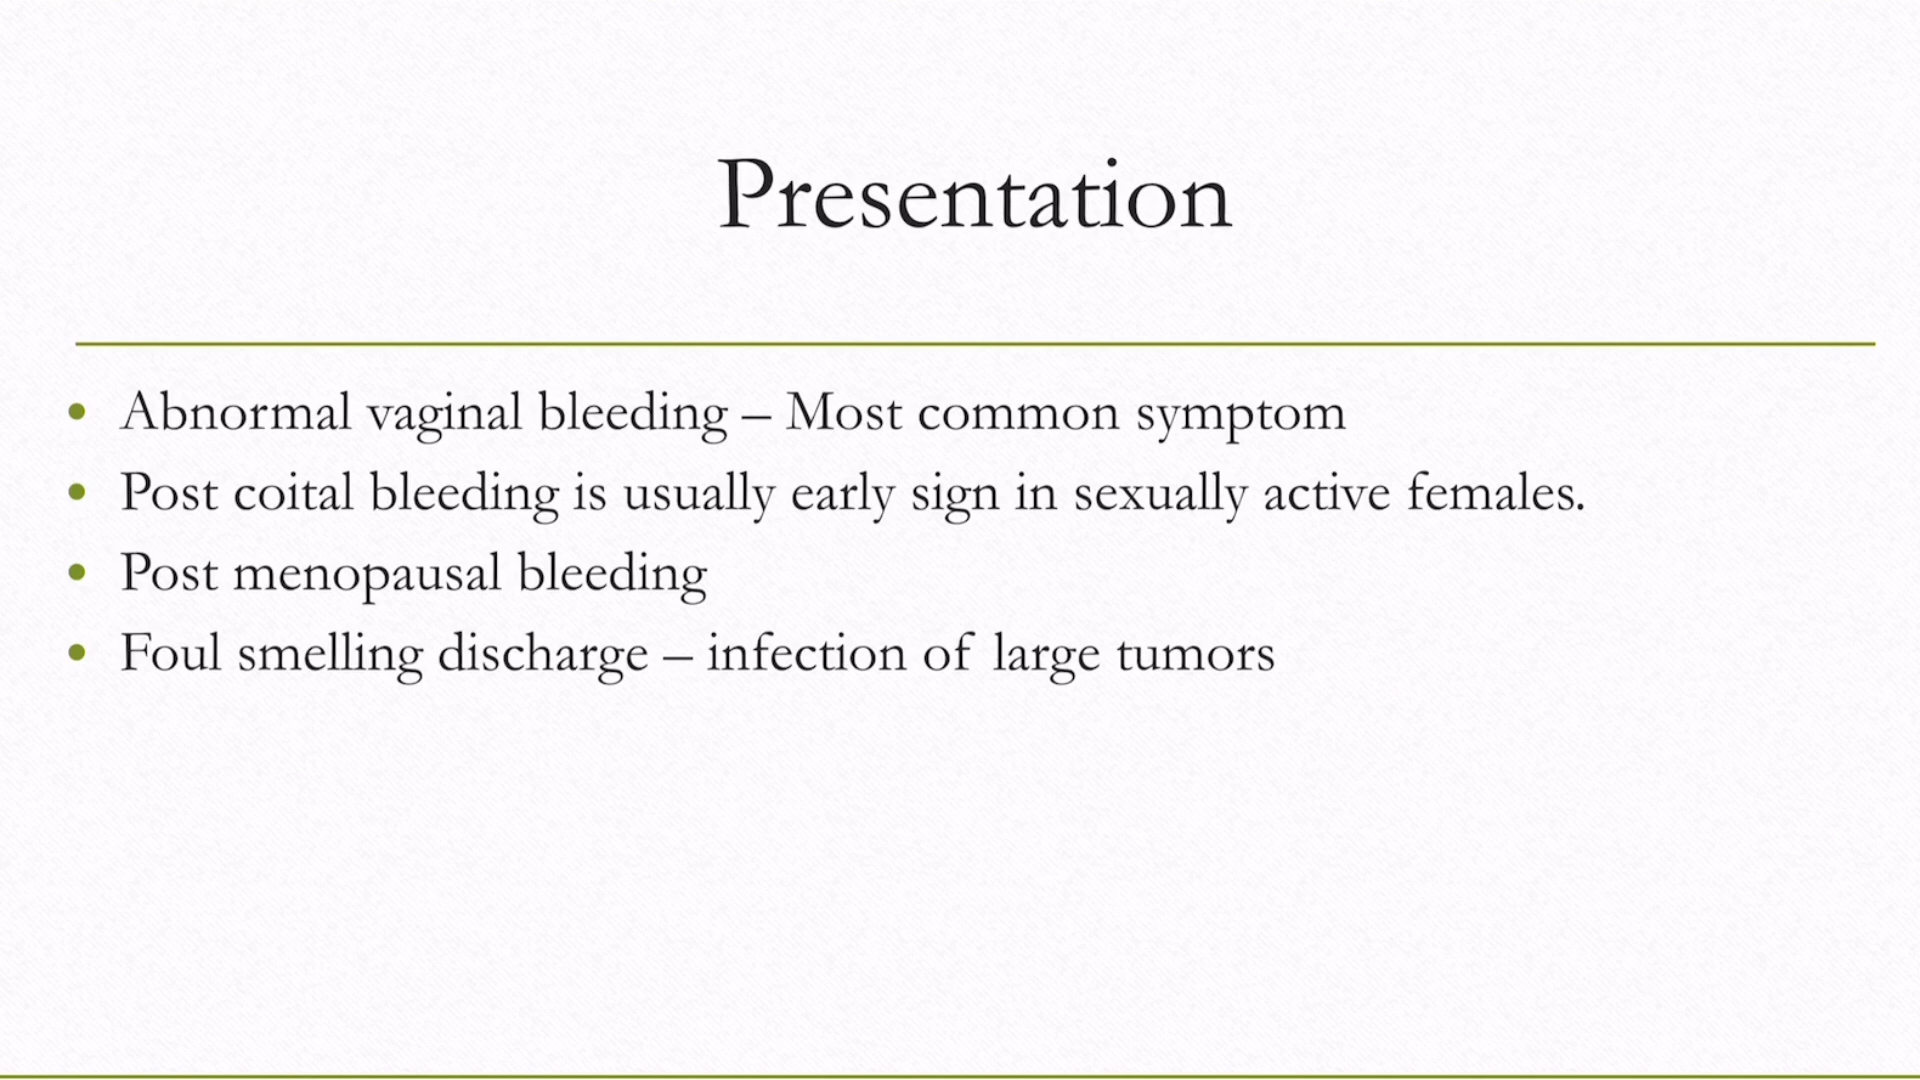 Presentation
• Abnormal vaginal bleeding – Most common symptom
• Post coital bleeding is usually early sign in sexually active females.
• Post menopausal bleeding
• Foul smelling discharge – infection of large tumors